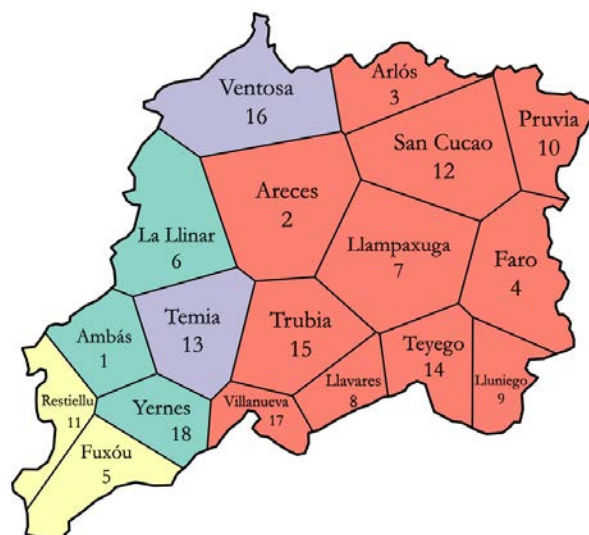 Ventosa
16
Arlós
3
Pruvia
10
San Cucao
12
Areces
2
La Llinar
6
Llampaxuga
7
Faro
4
Temia
13
Trubia
15
Ambás
1
Teyego
14
Lluniego
9
Llavares
8
Restiellu
11
Yernes
18
Villanueva
17
Fuxóu
5